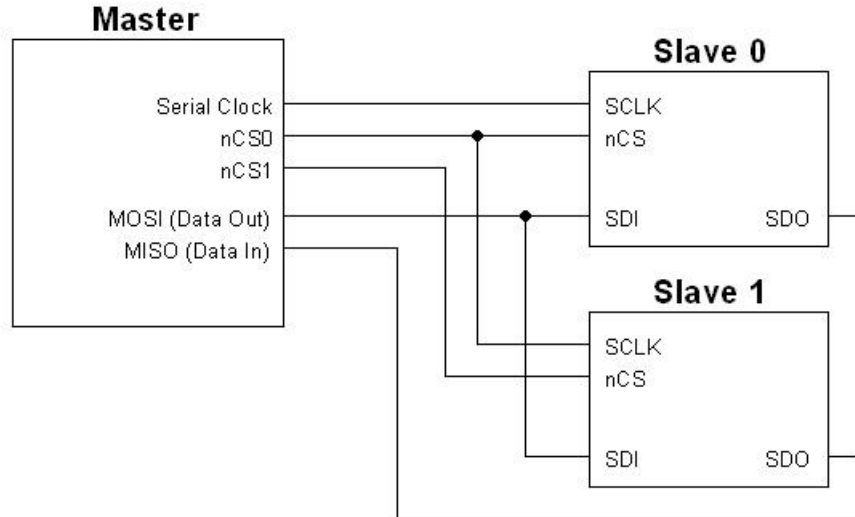 Master
Serial Clock
nCS0
nCS1
MOSI (Data Out)
MISO (Data In)
Slave 0
SCLK
nCS
SDI
SDO
Slave 1
SCLK
nCS
SDI
SDO